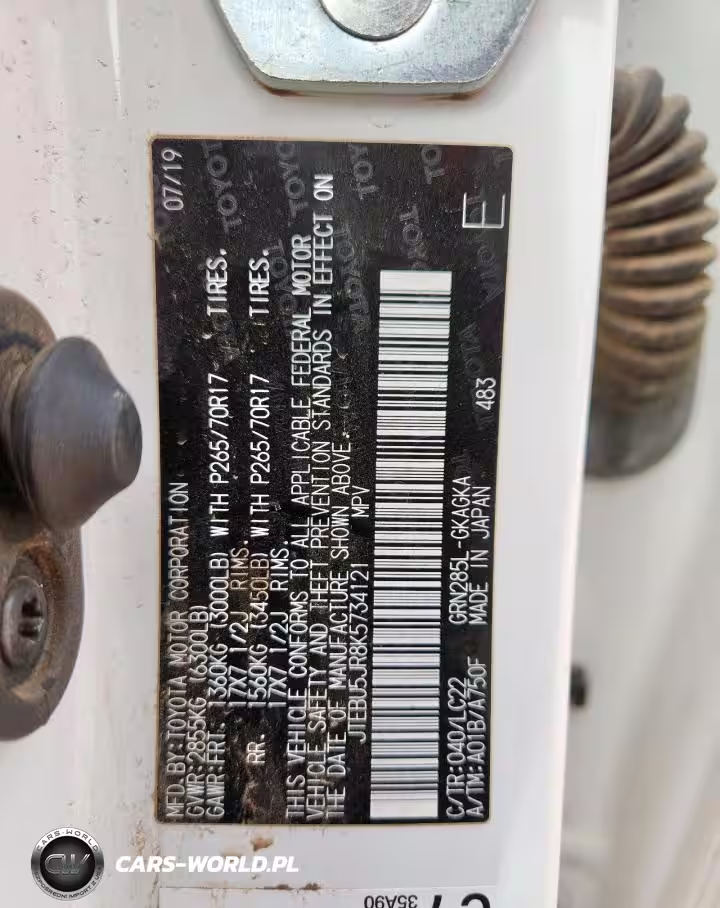 MFD. BY: TOYOTA MOTOR CORPORATION 07/19
GVWR: 2855KG (6300LB)
GAWR: FRT. 1360KG (3000LB) WITH P265/70R17 TIRES.
17X7 1/2J RIMS.
RR. 1560KG (3450LB) WITH P265/70R17 TIRES.
17X7 1/2J RIMS.
THIS VEHICLE CONFORMS TO ALL APPLICABLE FEDERAL MOTOR
VEHICLE SAFETY AND THEFT PREVENTION STANDARDS IN EFFECT ON
THE DATE OF MANUFACTURE SHOWN ABOVE.
JTEBU5JR8K5734121 MPV
C/TR: 040/LC22 GRN285L-GKAGKA
A/TM: A01B/A750F MADE IN JAPAN 483
E
35A90
CARS-WORLD
CW
CARS-WORLD.PL